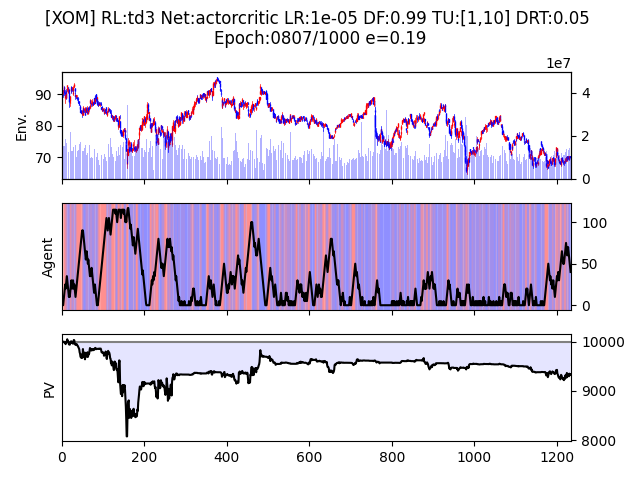 [XOM] RL:td3 Net:actorcritic LR:1e-05 DF:0.99 TU:[1,10] DRT:0.05
Epoch:0807/1000 e=0.19
1e7
Env.
90
80
70
4
2
0
Agent
100
50
0
PV
10000
9000
8000
0 200 400 600 800 1000 1200